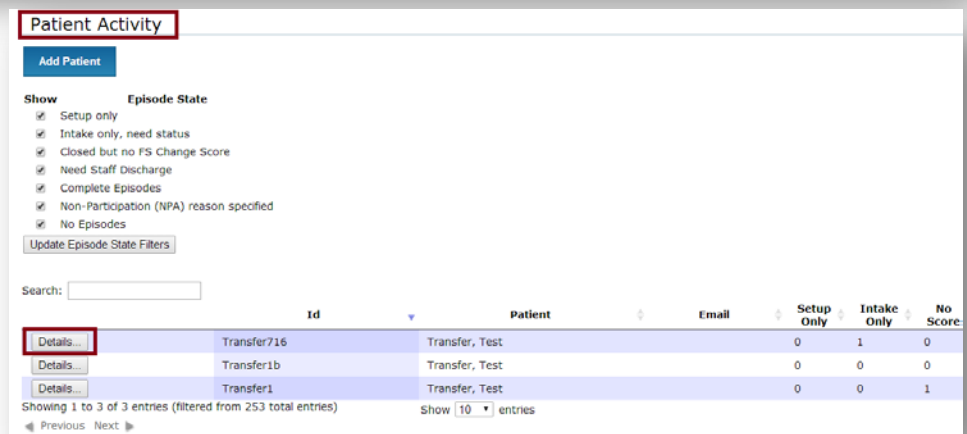 Patient Activity
Add Patient
Show Episode State
Setup only
Intake only, need status
Closed but no FS Change Score
Need Staff Discharge
Complete Episodes
Non-Participation (NPA) reason specified
No Episodes
Update Episode State Filters
Search:
Id Patient Email Setup Only Intake Only No Score
Details... Transfer716 Transfer, Test 0 1 0
Details... Transfer1b Transfer, Test 0 0 0
Details... Transfer1 Transfer, Test 0 0 1
Showing 1 to 3 of 3 entries (filtered from 253 total entries) Show 10 entries
Previous Next